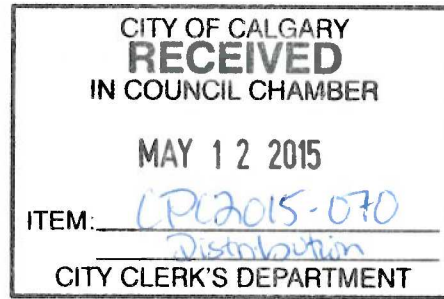 CITY OF CALGARY
RECEIVED
IN COUNCIL CHAMBER
MAY 12 2015
ITEM: CPC2015-070
Distribution
CITY CLERK'S DEPARTMENT